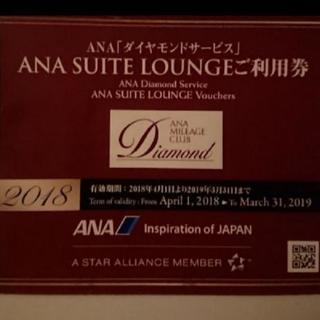 ANA「ダイヤモンドサービス」
ANA SUITE LOUNGEご利用券
ANA Diamond Service
ANA SUITE LOUNGE Vouchers
ANA
MILEAGE
CLUB
Diamond
2018
有効期間：2018年4月1日より2019年3月31日まで
Term of validity : From April 1, 2018 ► To March 31, 2019
ANA Inspiration of JAPAN
A STAR ALLIANCE MEMBER